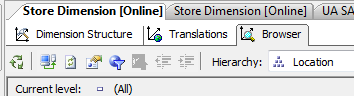 Store Dimension [Online] Store Dimension [Online] UA SA
Dimension Structure Translations Browser
Hierarchy: Location
Current level: (All)